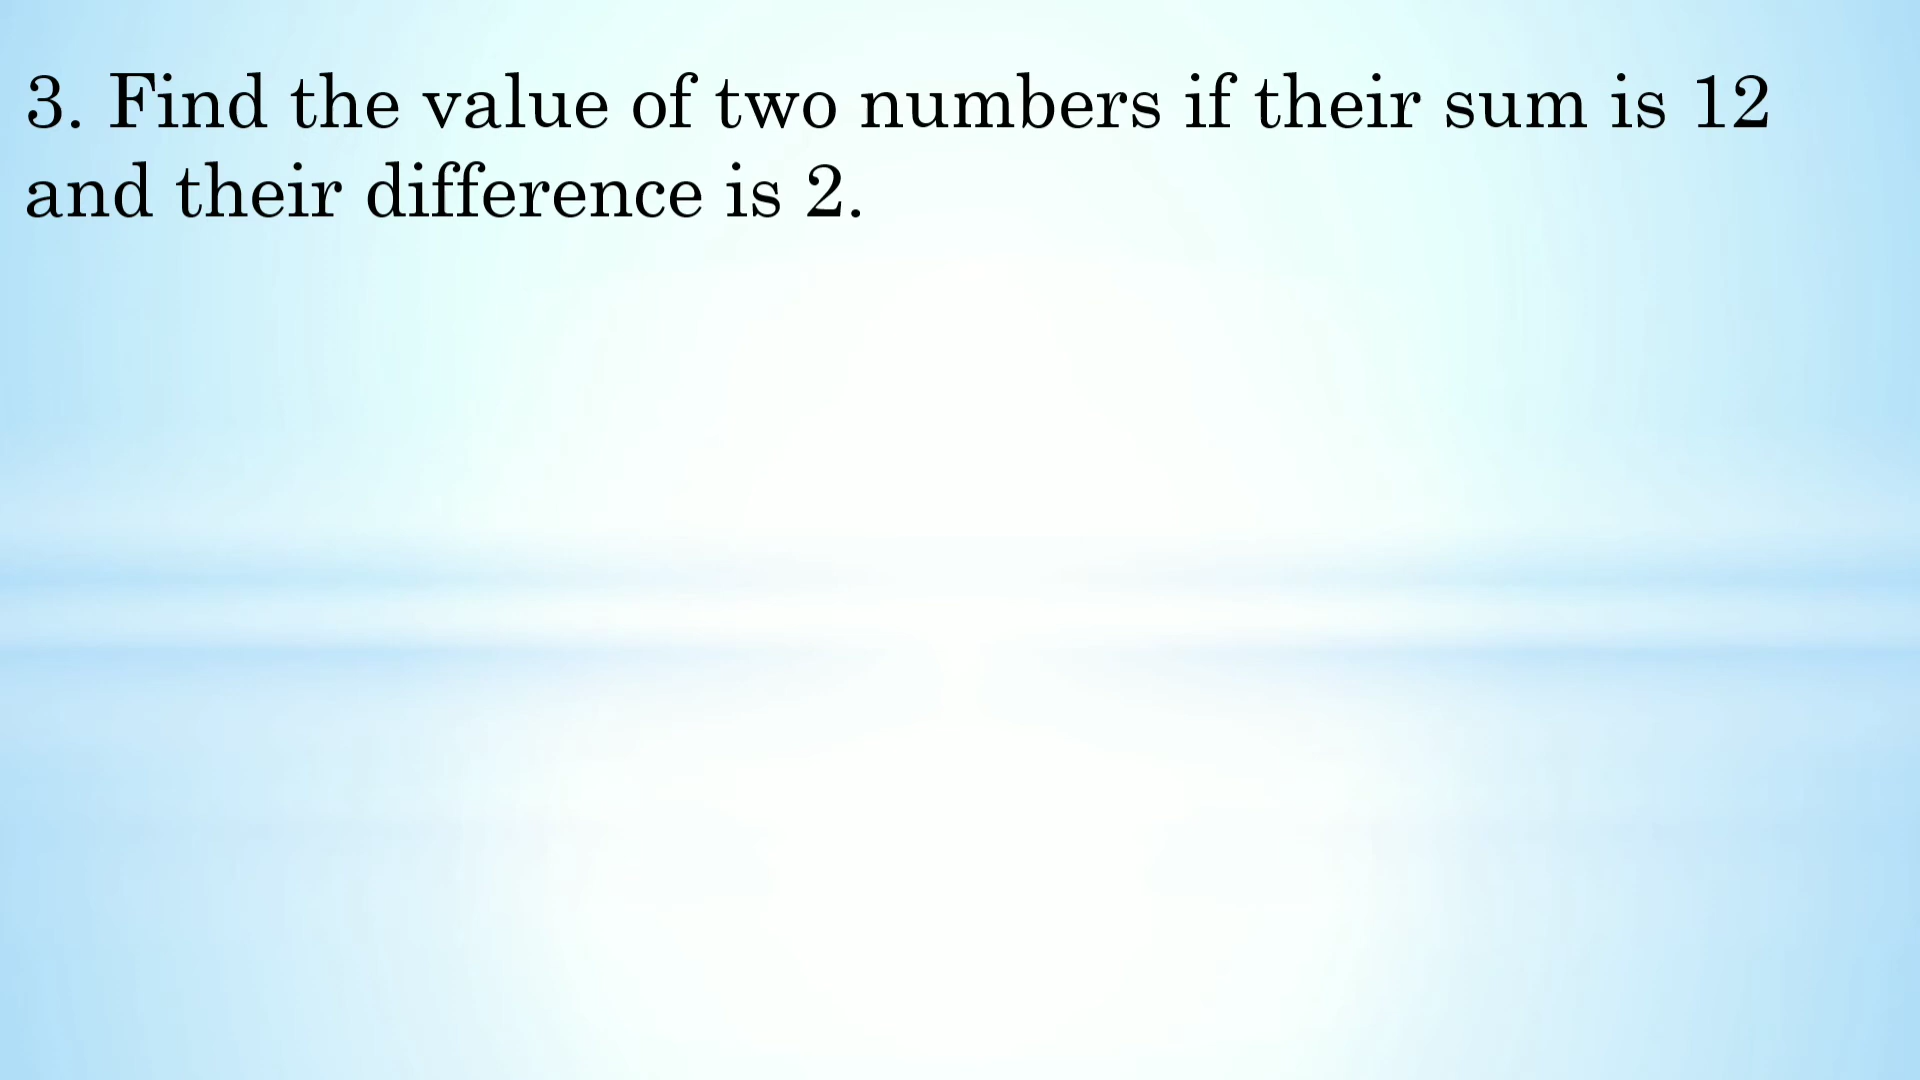 3. Find the value of two numbers if their sum is 12
and their difference is 2.